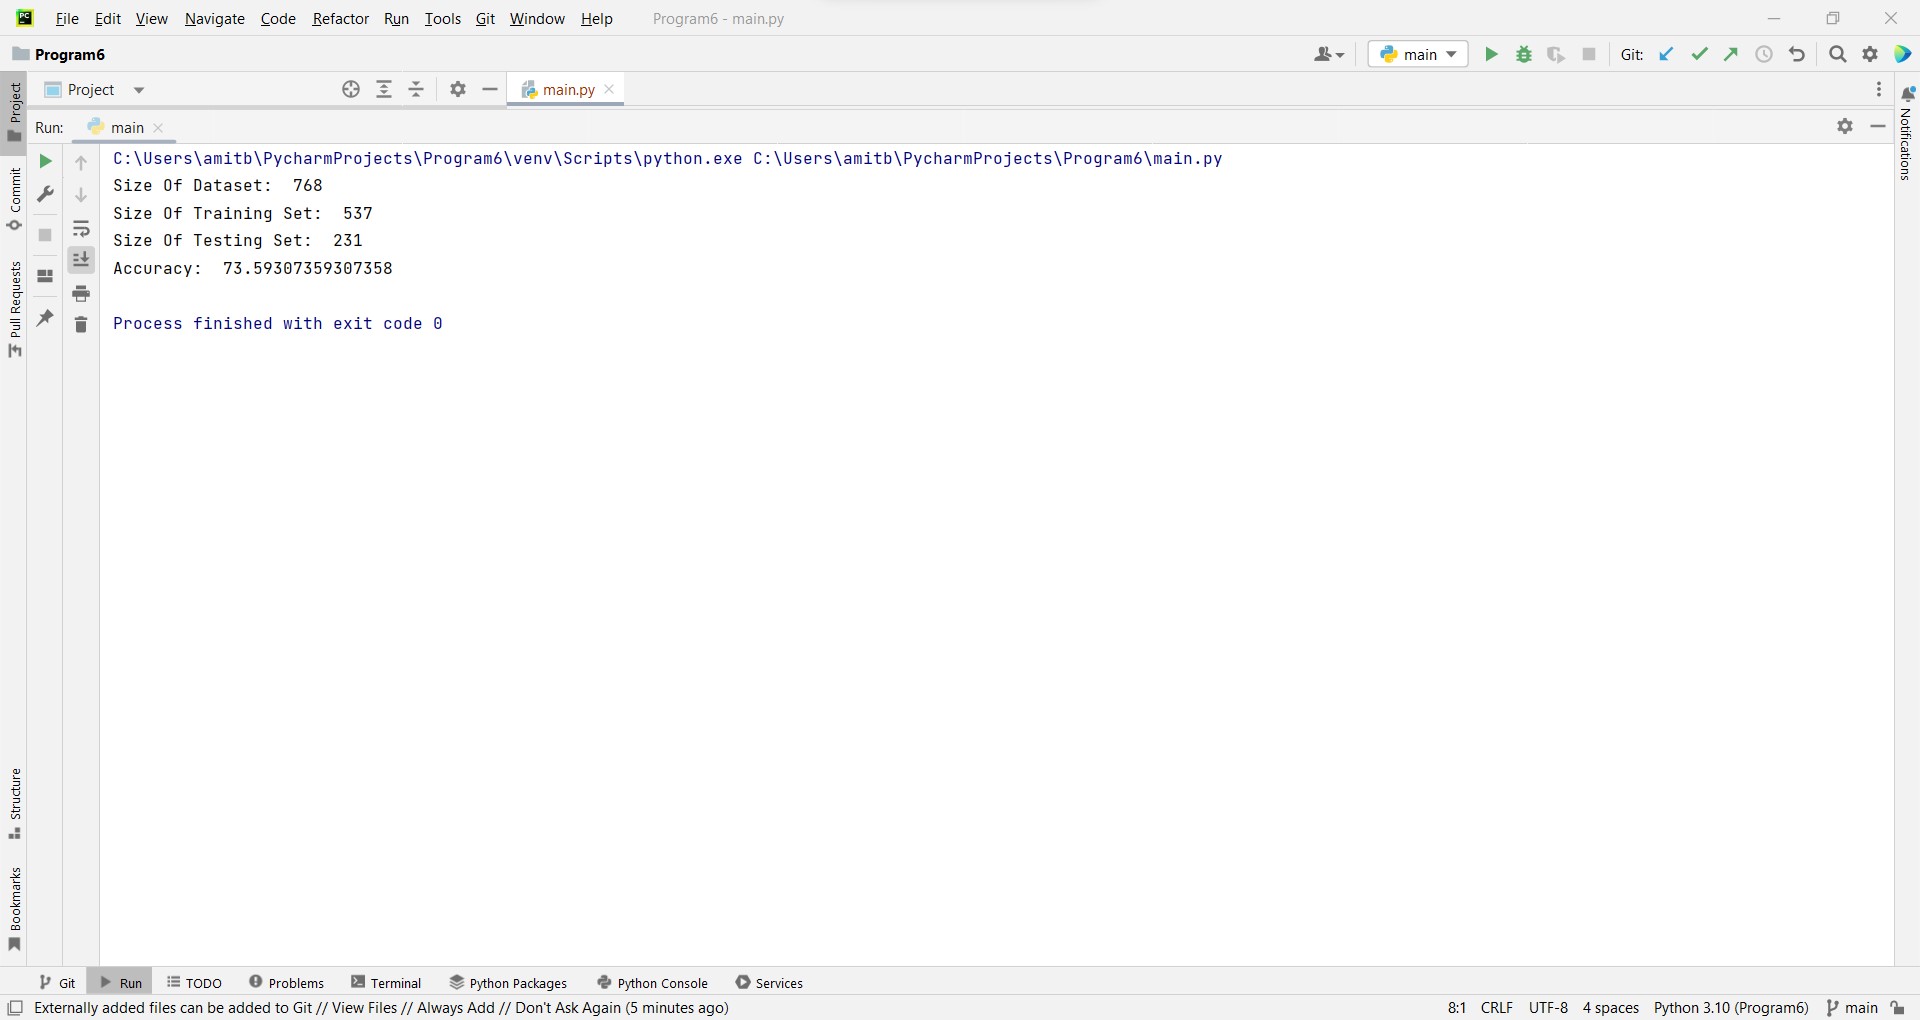 File Edit View Navigate Code Refactor Run Tools Git Window Help Program6 - main.py
Program6 main Git:
Project main.py
Run: main
C:\Users\amitb\PycharmProjects\Program6\venv\Scripts\python.exe C:\Users\amitb\PycharmProjects\Program6\main.py
Size Of Dataset:  768
Size Of Training Set:  537
Size Of Testing Set:  231
Accuracy:  73.59307359307358
Process finished with exit code 0
Project
Commit
Pull Requests
Structure
Bookmarks
Notifications
Git Run TODO Problems Terminal Python Packages Python Console Services
Externally added files can be added to Git // View Files // Always Add // Don't Ask Again (5 minutes ago) 8:1 CRLF UTF-8 4 spaces Python 3.10 (Program6) main